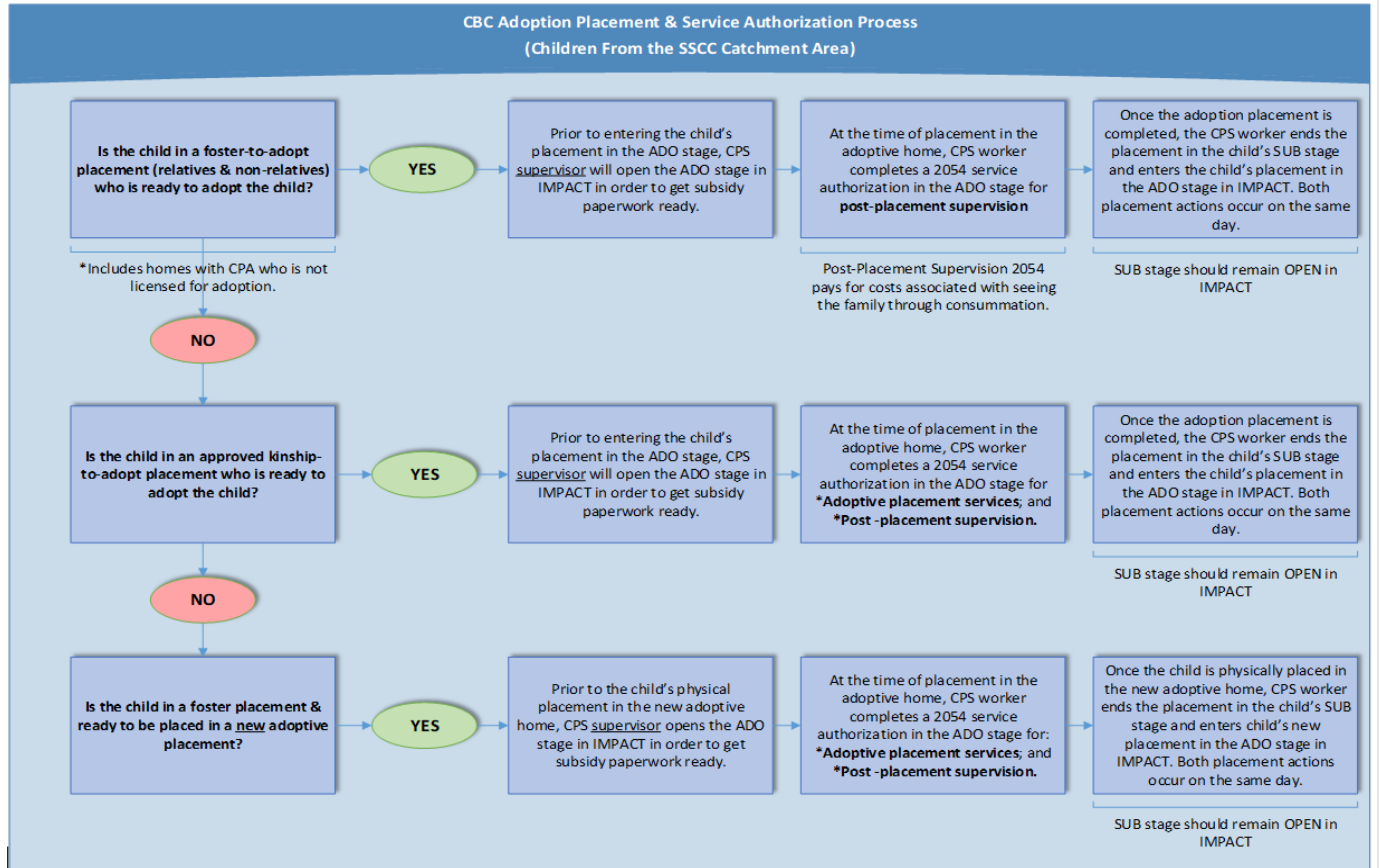 CBC Adoption Placement & Service Authorization Process
(Children From the SSCC Catchment Area)
Is the child in a foster-to-adopt
placement (relatives & non-relatives)
who is ready to adopt the child?
YES
Prior to entering the child's
placement in the ADO stage, CPS
supervisor will open the ADO stage in
IMPACT in order to get subsidy
paperwork ready.
At the time of placement in the
adoptive home, CPS worker
completes a 2054 service
authorization in the ADO stage for
post-placement supervision
Once the adoption placement is
completed, the CPS worker ends the
placement in the child's SUB stage
and enters the child's placement in
the ADO stage in IMPACT. Both
placement actions occur on the same
day.
*Includes homes with CPA who is not
licensed for adoption.
Post-Placement Supervision 2054
pays for costs associated with seeing
the family through consummation.
SUB stage should remain OPEN in
IMPACT
NO
Is the child in an approved kinship-
to-adopt placement who is ready to
adopt the child?
YES
Prior to entering the child's
placement in the ADO stage, CPS
supervisor will open the ADO stage in
IMPACT in order to get subsidy
paperwork ready.
At the time of placement in the
adoptive home, CPS worker
completes a 2054 service
authorization in the ADO stage for
*Adoptive placement services; and
*Post -placement supervision.
Once the adoption placement is
completed, the CPS worker ends the
placement in the child's SUB stage
and enters the child's placement in
the ADO stage in IMPACT. Both
placement actions occur on the same
day.
SUB stage should remain OPEN in
IMPACT
NO
Is the child in a foster placement &
ready to be placed in a new adoptive
placement?
YES
Prior to the child's physical
placement in the new adoptive
home, CPS supervisor opens the ADO
stage in IMPACT in order to get
subsidy paperwork ready.
At the time of placement in the
adoptive home, CPS worker
completes a 2054 service
authorization in the ADO stage for:
*Adoptive placement services; and
*Post -placement supervision.
Once the child is physically placed in
the new adoptive home, CPS worker
ends the placement in the child's SUB
stage and enters child's new
placement in the ADO stage in
IMPACT. Both placement actions
occur on the same day.
SUB stage should remain OPEN in
IMPACT